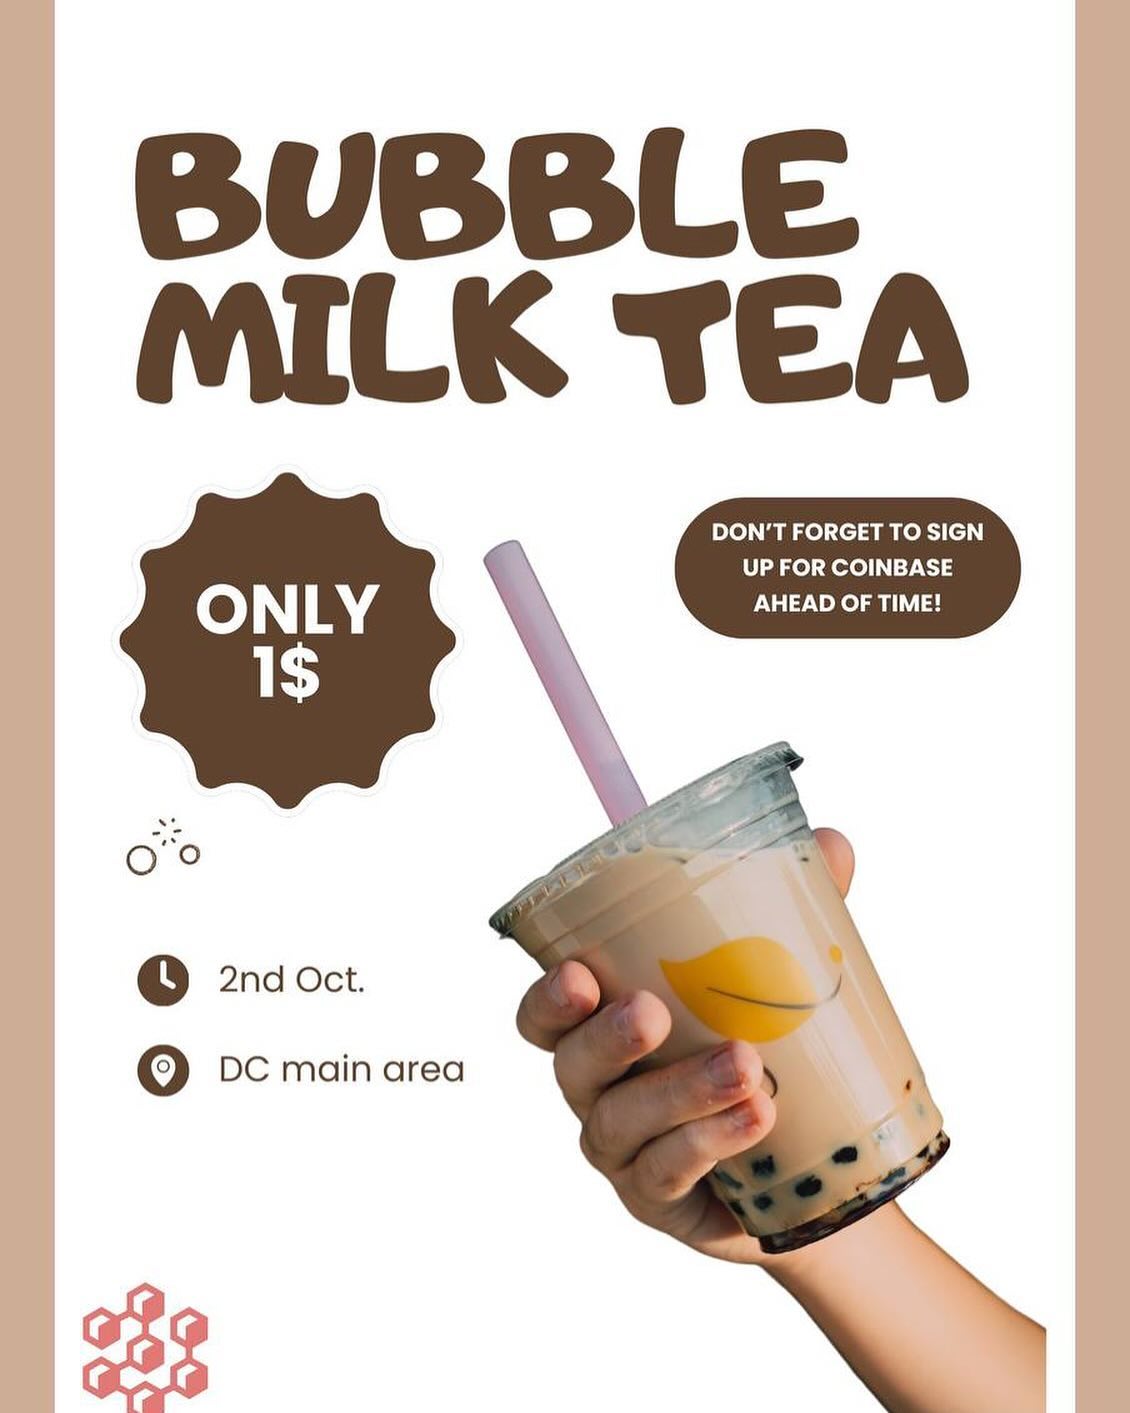 BUBBLE
MILK TEA
ONLY
1$
DON'T FORGET TO SIGN
UP FOR COINBASE
AHEAD OF TIME!
2nd Oct.
DC main area